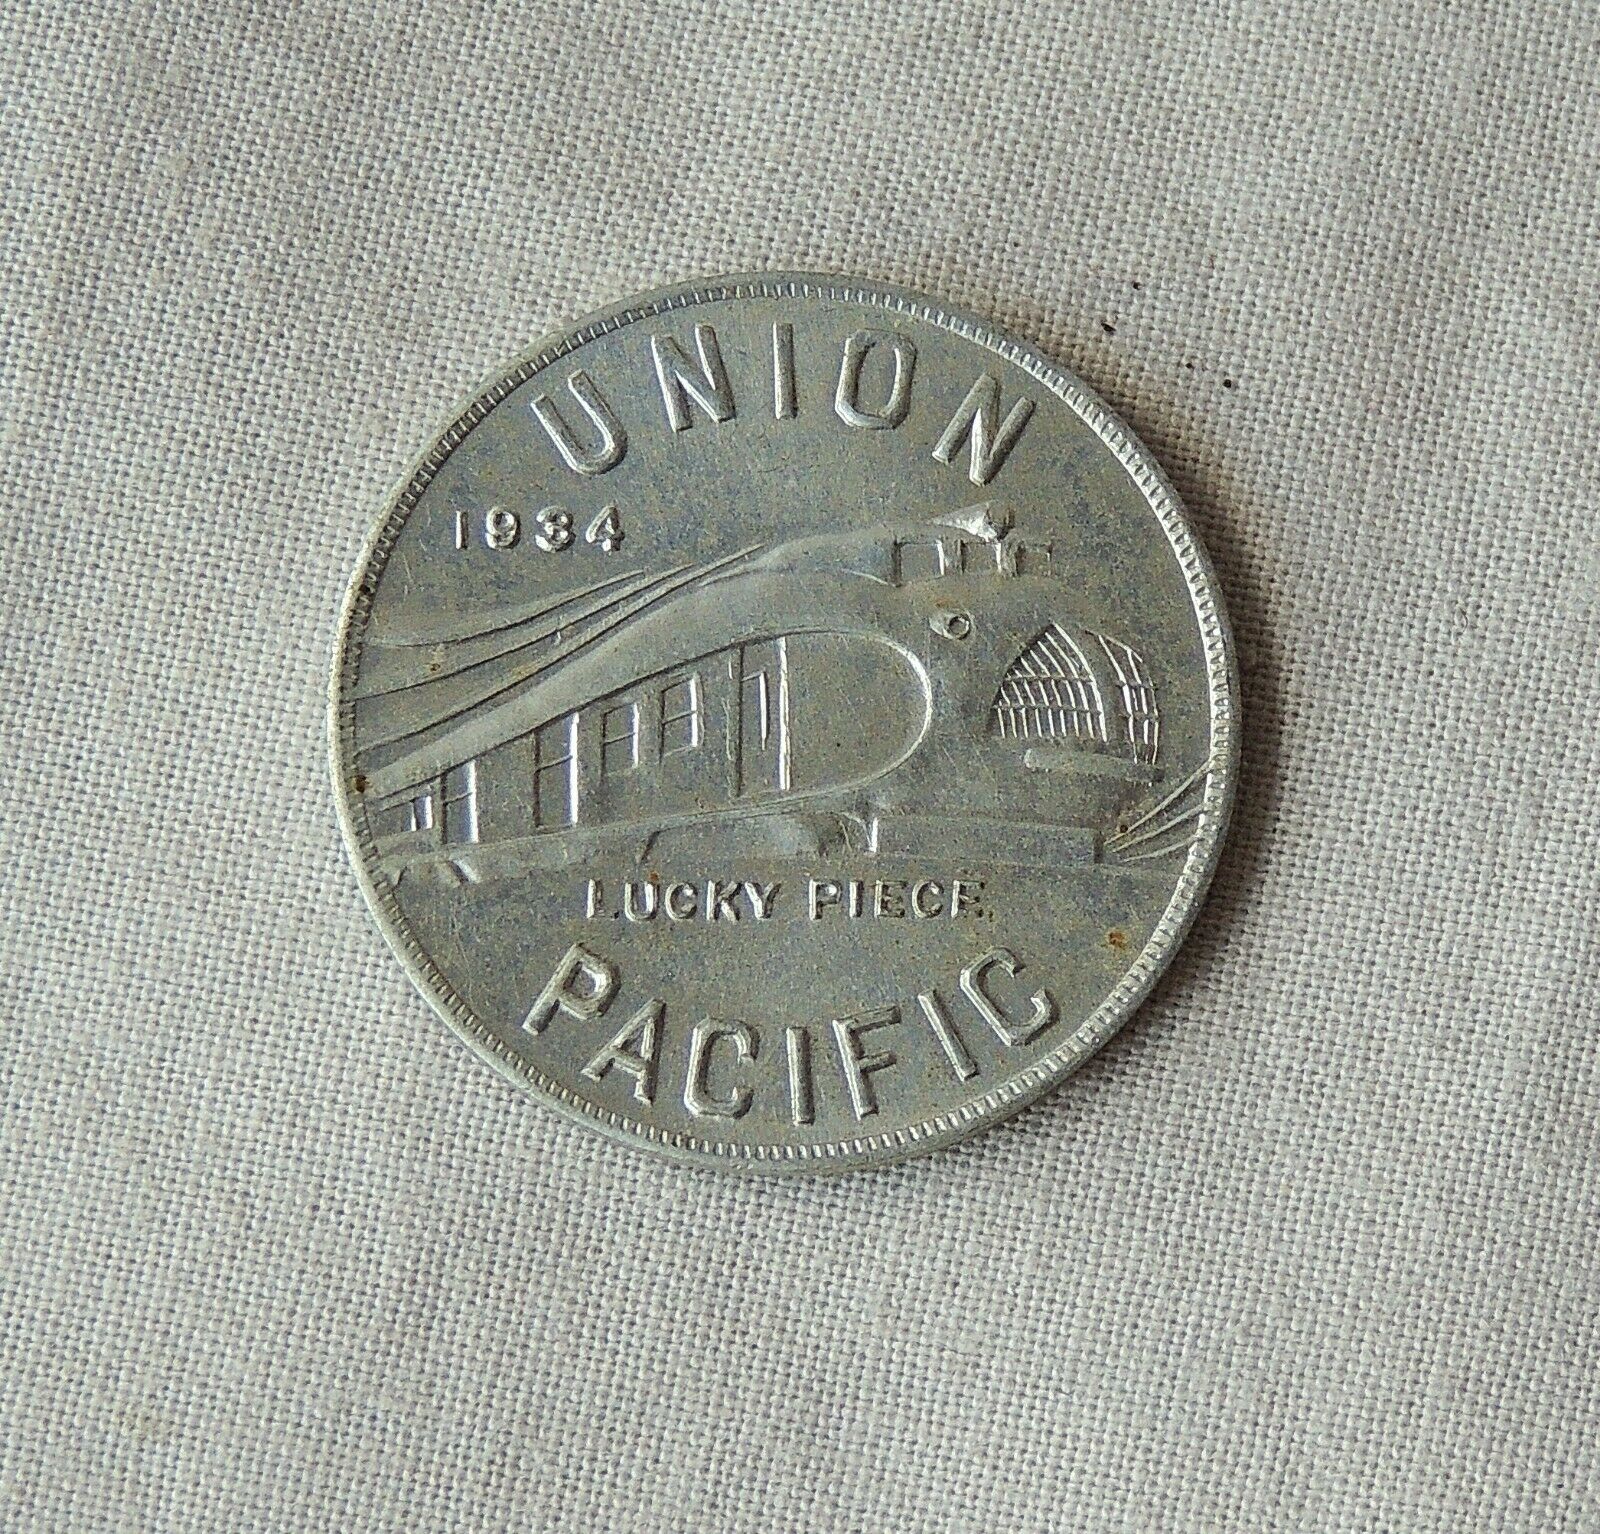 UNION
1934
LUCKY PIECE
PACIFIC